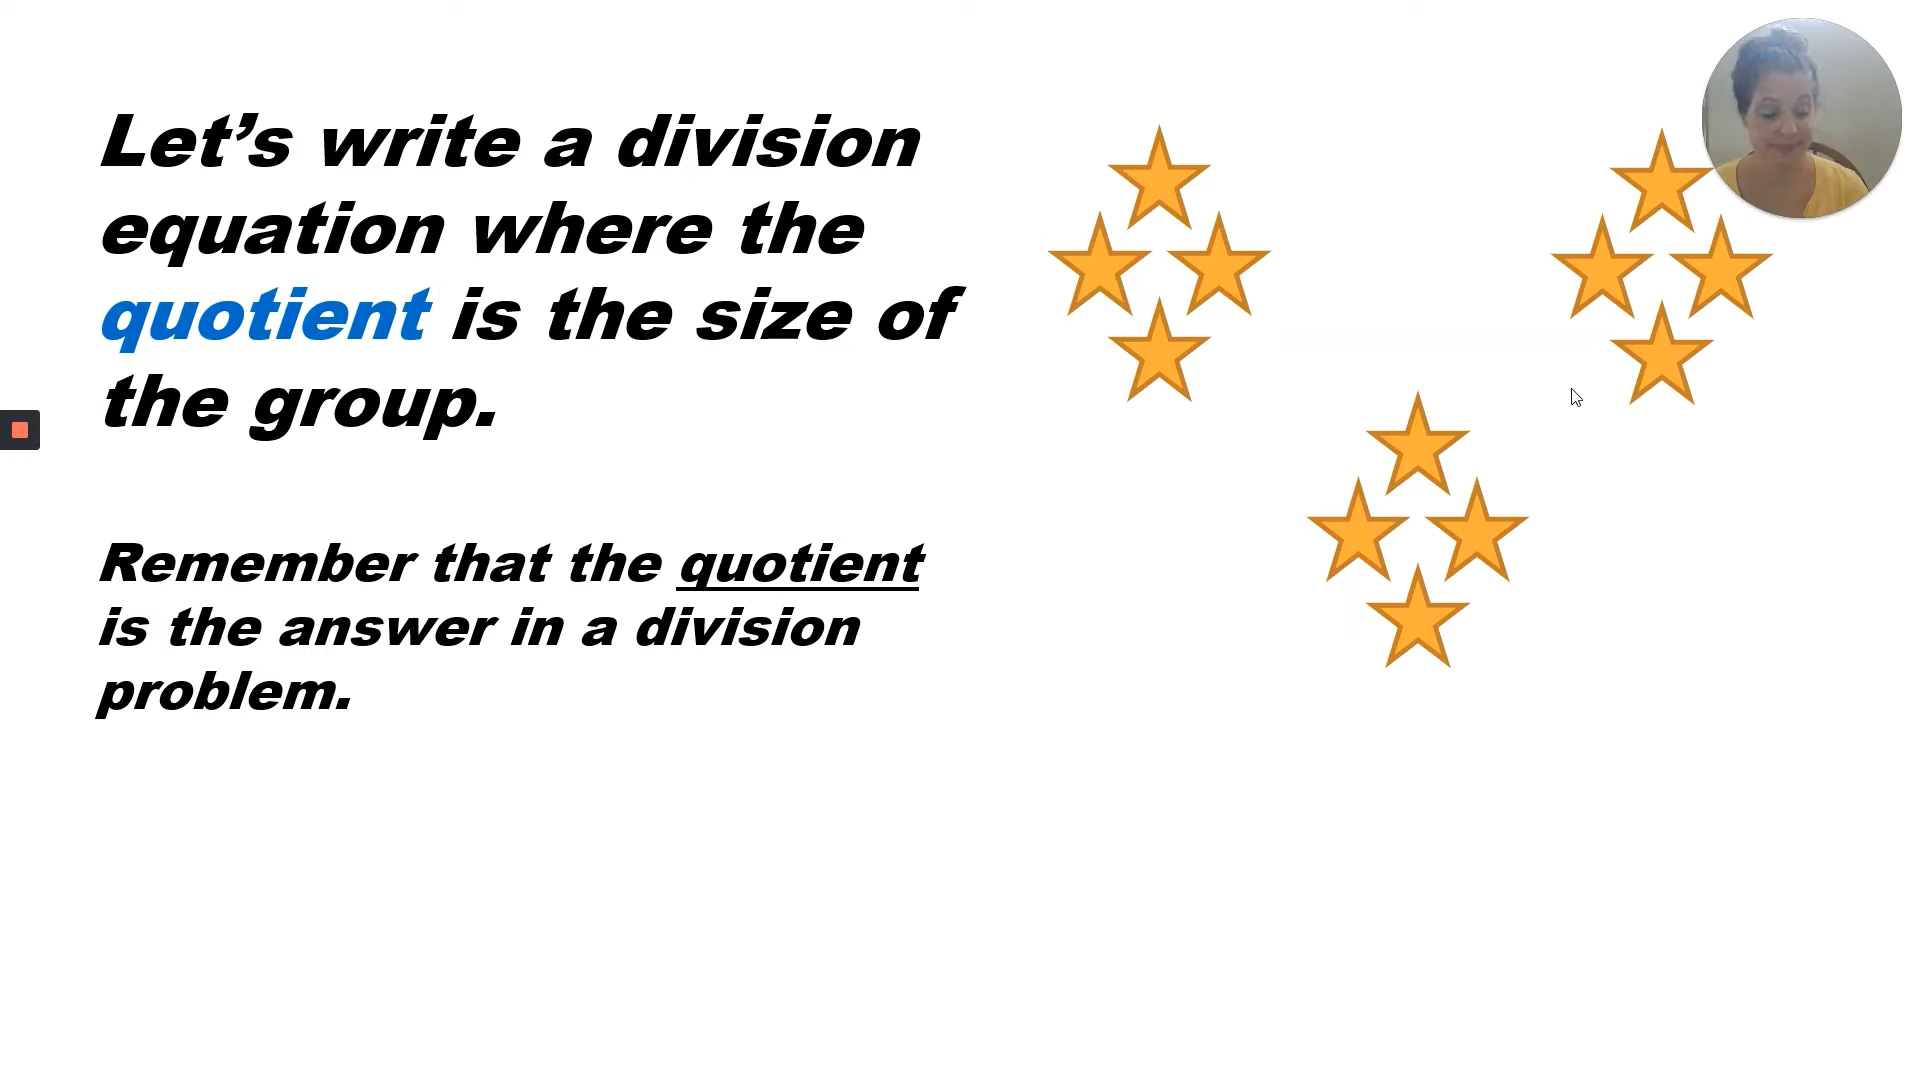 Let’s write a division
equation where the
quotient is the size of
the group.
Remember that the quotient
is the answer in a division
problem.